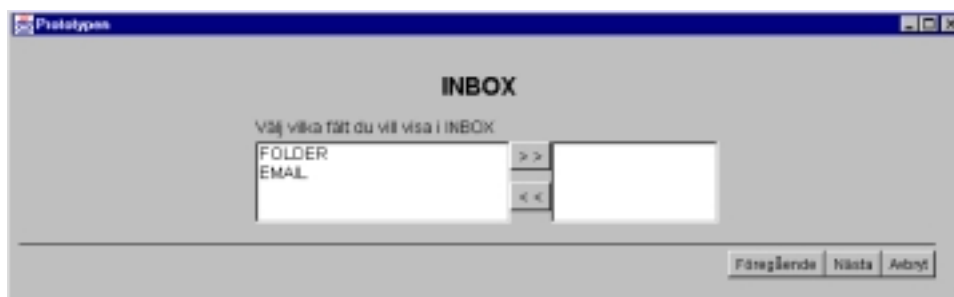 Prototypen
INBOX
Välj vilka fält du vill visa i INBOX
FOLDER
EMAIL
> >
< <
Föregående Nästa Avbryt